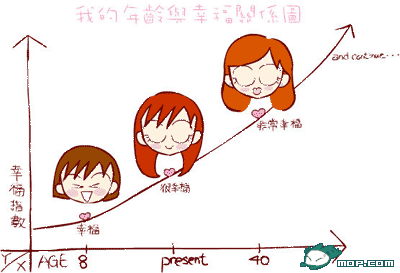 我的年齡與幸福關係圖
and continue...
非常幸福
很幸福
幸福
幸福指數
Y
X
AGE 8 present 40
MOP.COM